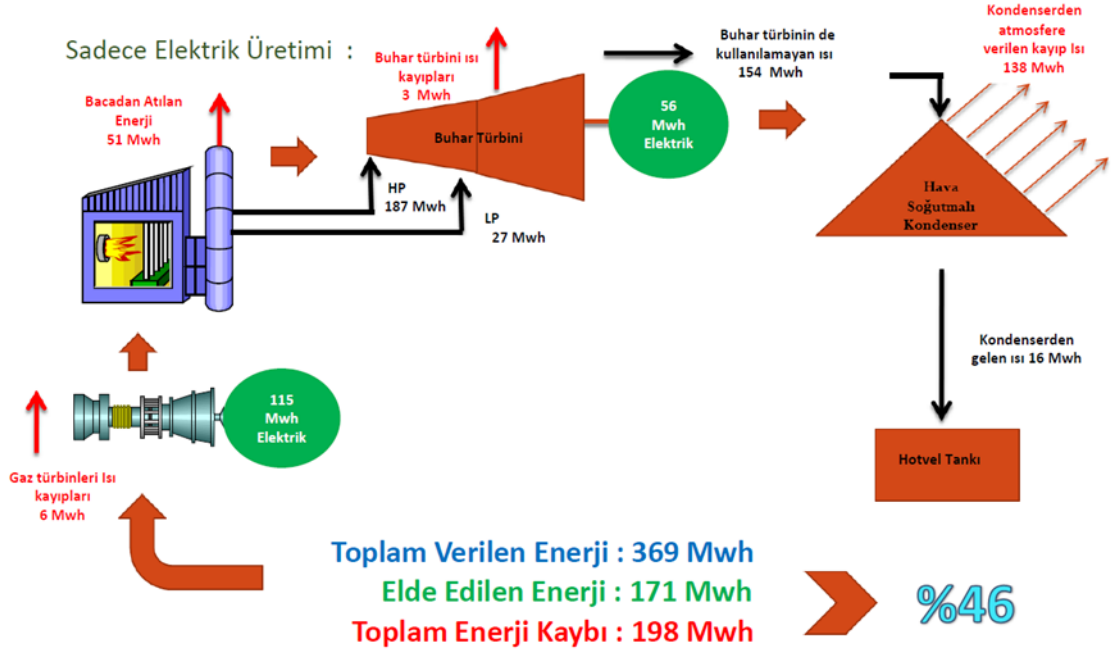 Sadece Elektrik Üretimi :
Bacadan Atılan
Enerji
51 Mwh
Buhar türbini ısı
kayıpları
3 Mwh
Buhar türbinin de
kullanılamayan ısı
154 Mwh
Kondenserden
atmosfere
verilen kayıp Isı
138 Mwh
Buhar Türbini
56
Mwh
Elektrik
HP
187 Mwh
LP
27 Mwh
Hava
Soğutmalı
Kondenser
Kondenserden
gelen ısı 16 Mwh
115
Mwh
Elektrik
Gaz türbinleri Isı
kayıpları
6 Mwh
Hotvel Tankı
Toplam Verilen Enerji : 369 Mwh
Elde Edilen Enerji : 171 Mwh
Toplam Enerji Kaybı : 198 Mwh
%46